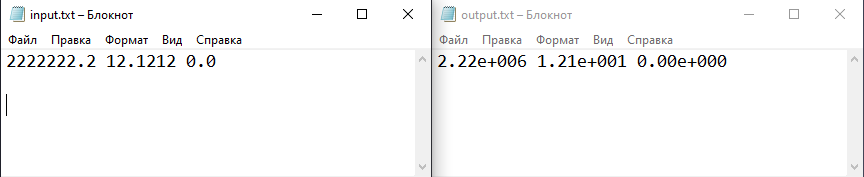 input.txt – Блокнот
Файл Правка Формат Вид Справка
2222222.2 12.1212 0.0
output.txt – Блокнот
Файл Правка Формат Вид Справка
2.22e+006 1.21e+001 0.00e+000